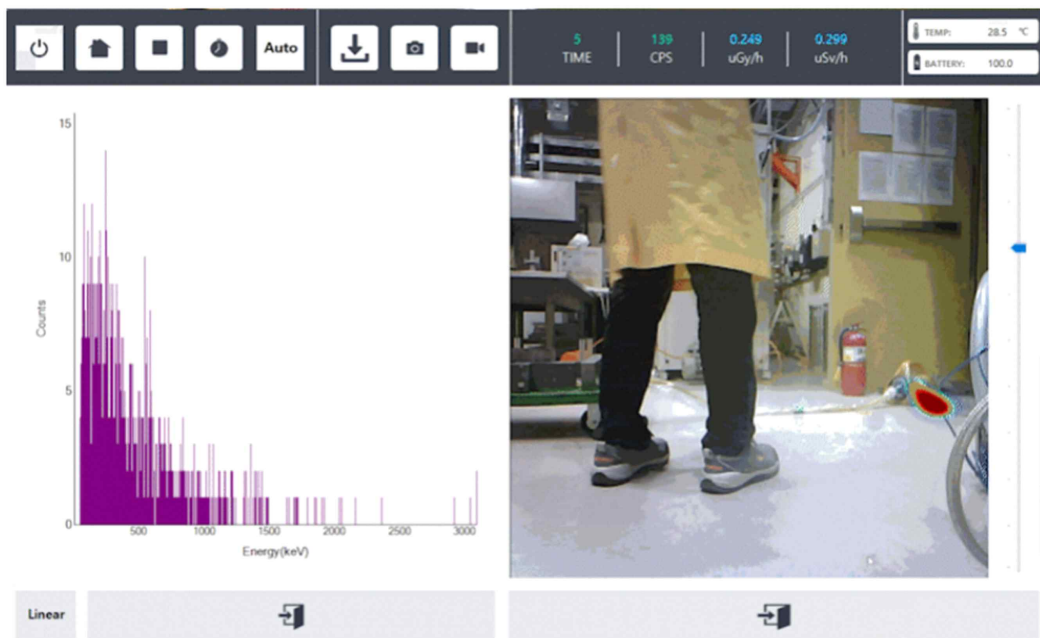 Auto
5
TIME
139
CPS
0.249
uGy/h
0.299
uSv/h
TEMP: 28.5 ℃
BATTERY: 100.0
15
10
5
0
Counts
500 1000 1500 2000 2500 3000
Energy(keV)
Linear